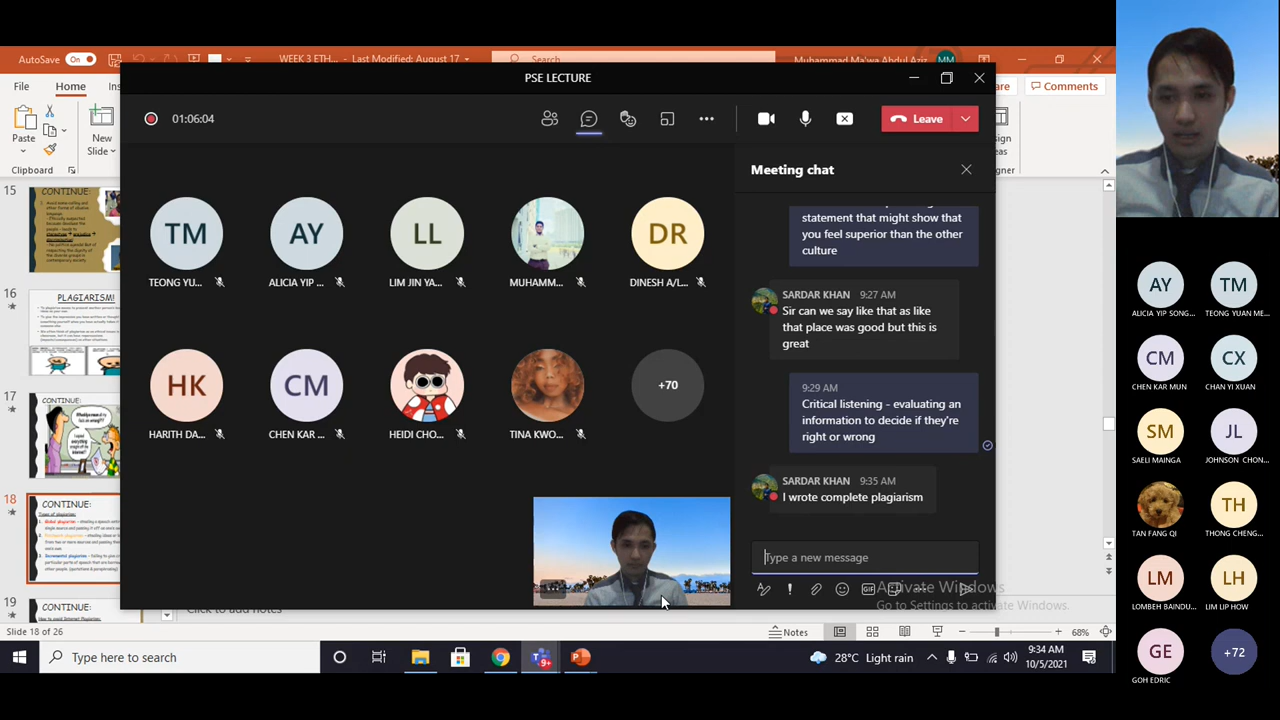 AutoSave
On
WEEK 3 ETH... - Last Modified: August 17
Search
Muhammad Ma'wa Abdul Aziz
MM
File
Home
Ins
Comments
Paste
New
Slide
Clipboard
PSE LECTURE
01:06:04
Leave
TM
TEONG YU...
AY
ALICIA YIP ...
LL
LIM JIN YA...
MUHAMM...
DR
DINESH A/L...
HK
HARITH DA...
CM
CHEN KAR ...
HEIDI CHO...
TINA KWO...
+70
Meeting chat
statement that might show that
you feel superior than the other
culture
SARDAR KHAN 9:27 AM
Sir can we say like that as like
that place was good but this is
great
9:29 AM
Critical listening - evaluating an
information to decide if they're
right or wrong
SARDAR KHAN 9:35 AM
I wrote complete plagiarism
Type a new message
GIF
Activate Windows
Go to Settings to activate Windows.
15
CONTINUE:
16
PLAGIARISM!
17
CONTINUE:
18
CONTINUE:
Types of plagiarism:
19
CONTINUE:
Click to add notes
Slide 18 of 26
Notes
68%
Type here to search
9+
28°C Light rain
9:34 AM
10/5/2021
AY
ALICIA YIP SONG...
TM
TEONG YUAN ME...
CM
CHEN KAR MUN
CX
CHAN YI XUAN
SM
SAELI MAINGA
JL
JOHNSON CHON...
TAN FANG QI
TH
THONG CHENG...
LM
LOMBEH BAINDU...
LH
LIM LIP HOW
GE
GOH EDRIC
+72